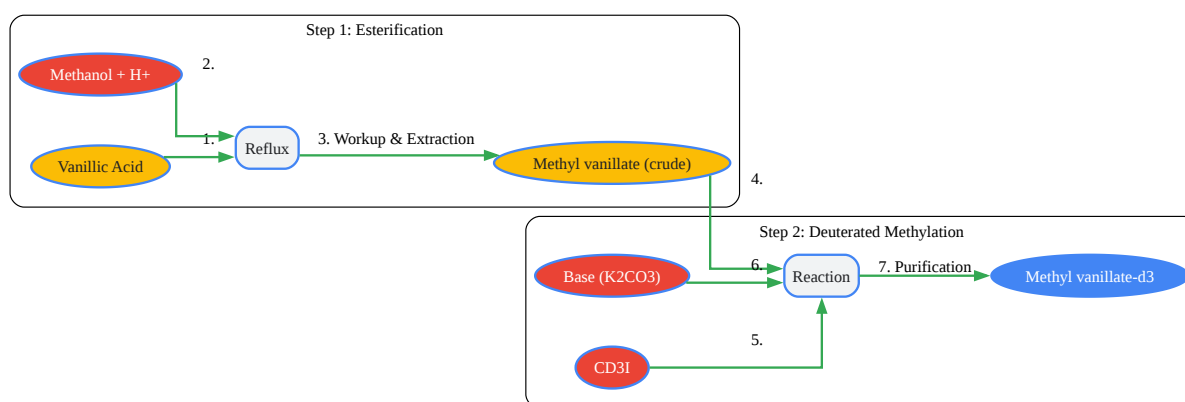 Step 1: Esterification
Methanol + H+
2.
1.
Vanillic Acid
Reflux
3. Workup & Extraction
Methyl vanillate (crude)
4.
Step 2: Deuterated Methylation
Base (K2CO3)
6.
Reaction
7. Purification
Methyl vanillate-d3
5.
CD3I